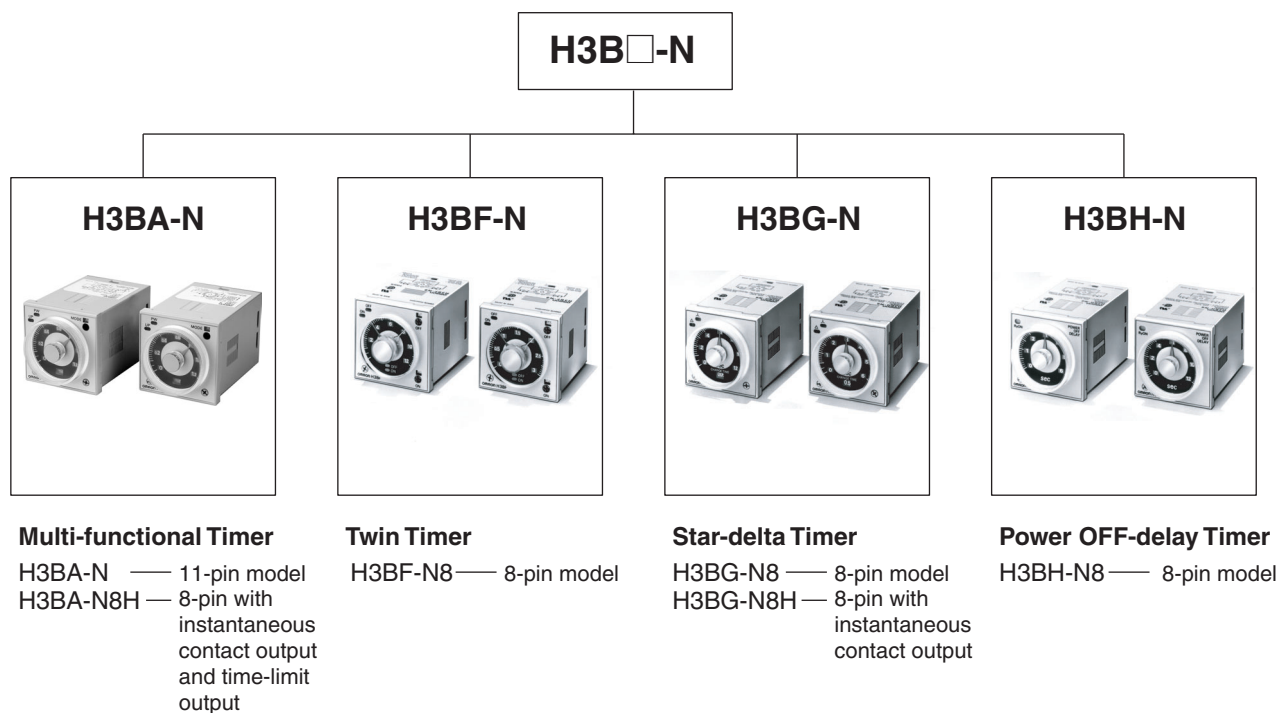 H3B□-N
H3BA-N
H3BF-N
H3BG-N
H3BH-N
Multi-functional Timer
H3BA-N —— 11-pin model
H3BA-N8H — 8-pin with
instantaneous
contact output
and time-limit
output
Twin Timer
H3BF-N8 —— 8-pin model
Star-delta Timer
H3BG-N8 —— 8-pin model
H3BG-N8H — 8-pin with
instantaneous
contact output
Power OFF-delay Timer
H3BH-N8 —— 8-pin model